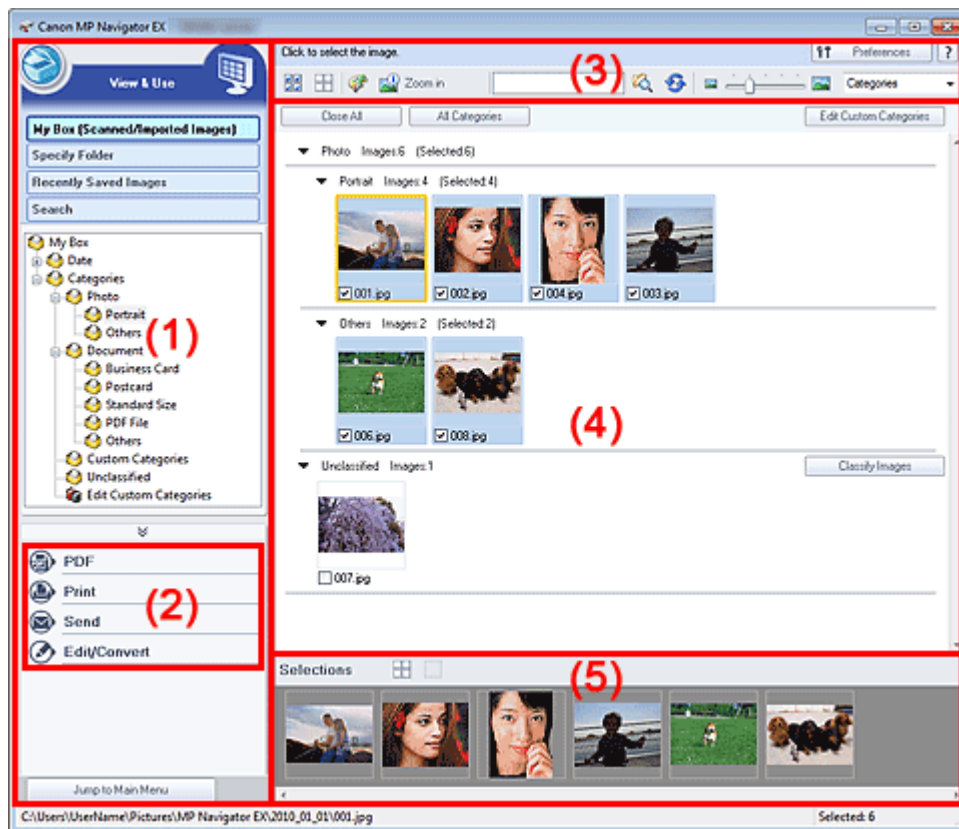 Canon MP Navigator EX
View & Use
My Box (Scanned/Imported Images)
Specify Folder
Recently Saved Images
Search
My Box
Date
Categories
Photo
Portrait
Others
(1)
Document
Business Card
Postcard
Standard Size
PDF File
Others
Custom Categories
Unclassified
Edit Custom Categories
PDF
Print
(2)
Send
Edit/Convert
Jump to Main Menu
Click to select the image.
(3)
Preferences
?
Zoom in
Categories
Close All
All Categories
Edit Custom Categories
Photo Images:6 (Selected:6)
Portrait Images:4 (Selected:4)
001.jpg
002.jpg
004.jpg
003.jpg
Others Images:2 (Selected:2)
006.jpg
008.jpg
(4)
Unclassified Images:1
Classify Images
007.jpg
Selections
(5)
C:\Users\UserName\Pictures\MP Navigator EX\2010_01_01\001.jpg
Selected: 6